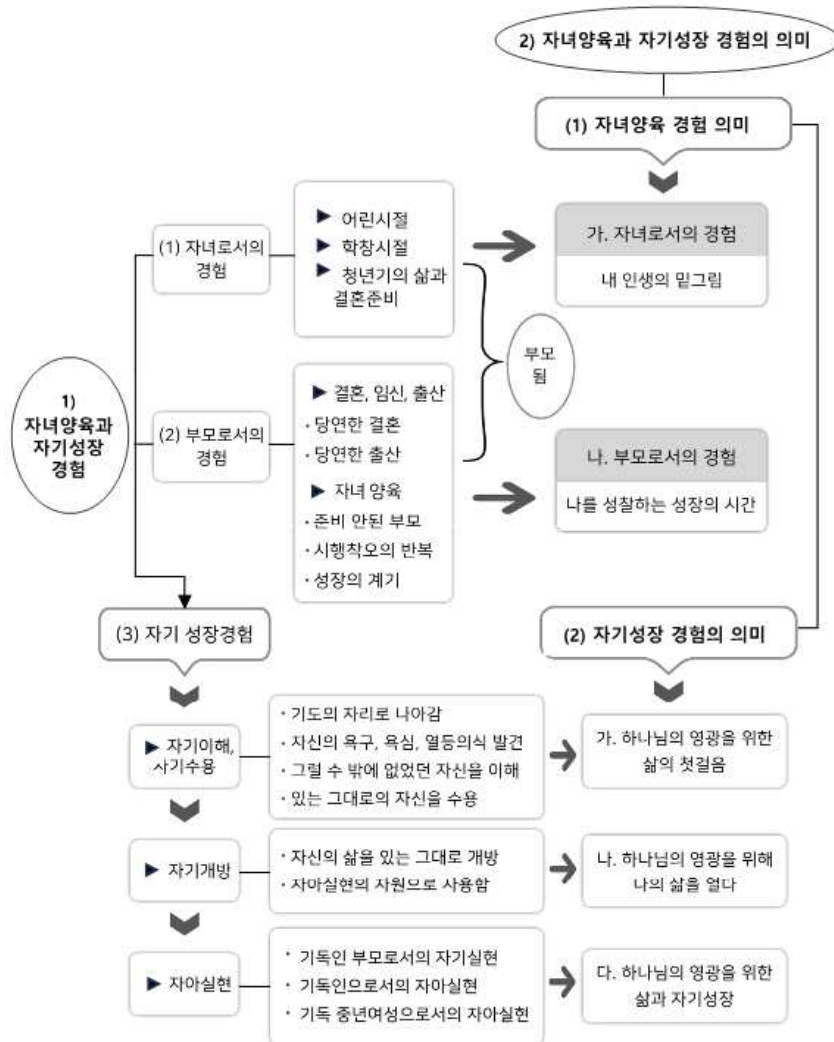 2) 자녀양육과 자기성장 경험의 의미
(1) 자녀양육 경험 의미
(1) 자녀로서의
경험
▶ 어린시절
▶ 학창시절
▶ 청년기의 삶과
결혼준비
가. 자녀로서의 경험
내 인생의 밑그림
부모
됨
1)
자녀양육과
자기성장
경험
(2) 부모로서의
경험
▶ 결혼, 임신, 출산
· 당연한 결혼
· 당연한 출산
▶ 자녀 양육
· 준비 안된 부모
· 시행착오의 반복
· 성장의 계기
나. 부모로서의 경험
나를 성찰하는 성장의 시간
(3) 자기 성장경험
(2) 자기성장 경험의 의미
▶ 자기이해,
자기수용
· 기도의 자리로 나아감
· 자신의 욕구, 욕심, 열등의식 발견
· 그럴 수 밖에 없었던 자신을 이해
· 있는 그대로의 자신을 수용
가. 하나님의 영광을 위한
삶의 첫걸음
▶ 자기개방
· 자신의 삶을 있는 그대로 개방
· 자아실현의 자원으로 사용함
나. 하나님의 영광을 위해
나의 삶을 열다
▶ 자아실현
· 기독인 부모로서의 자기실현
· 기독인으로서의 자아실현
· 기독 중년여성으로서의 자아실현
다. 하나님의 영광을 위한
삶과 자기성장